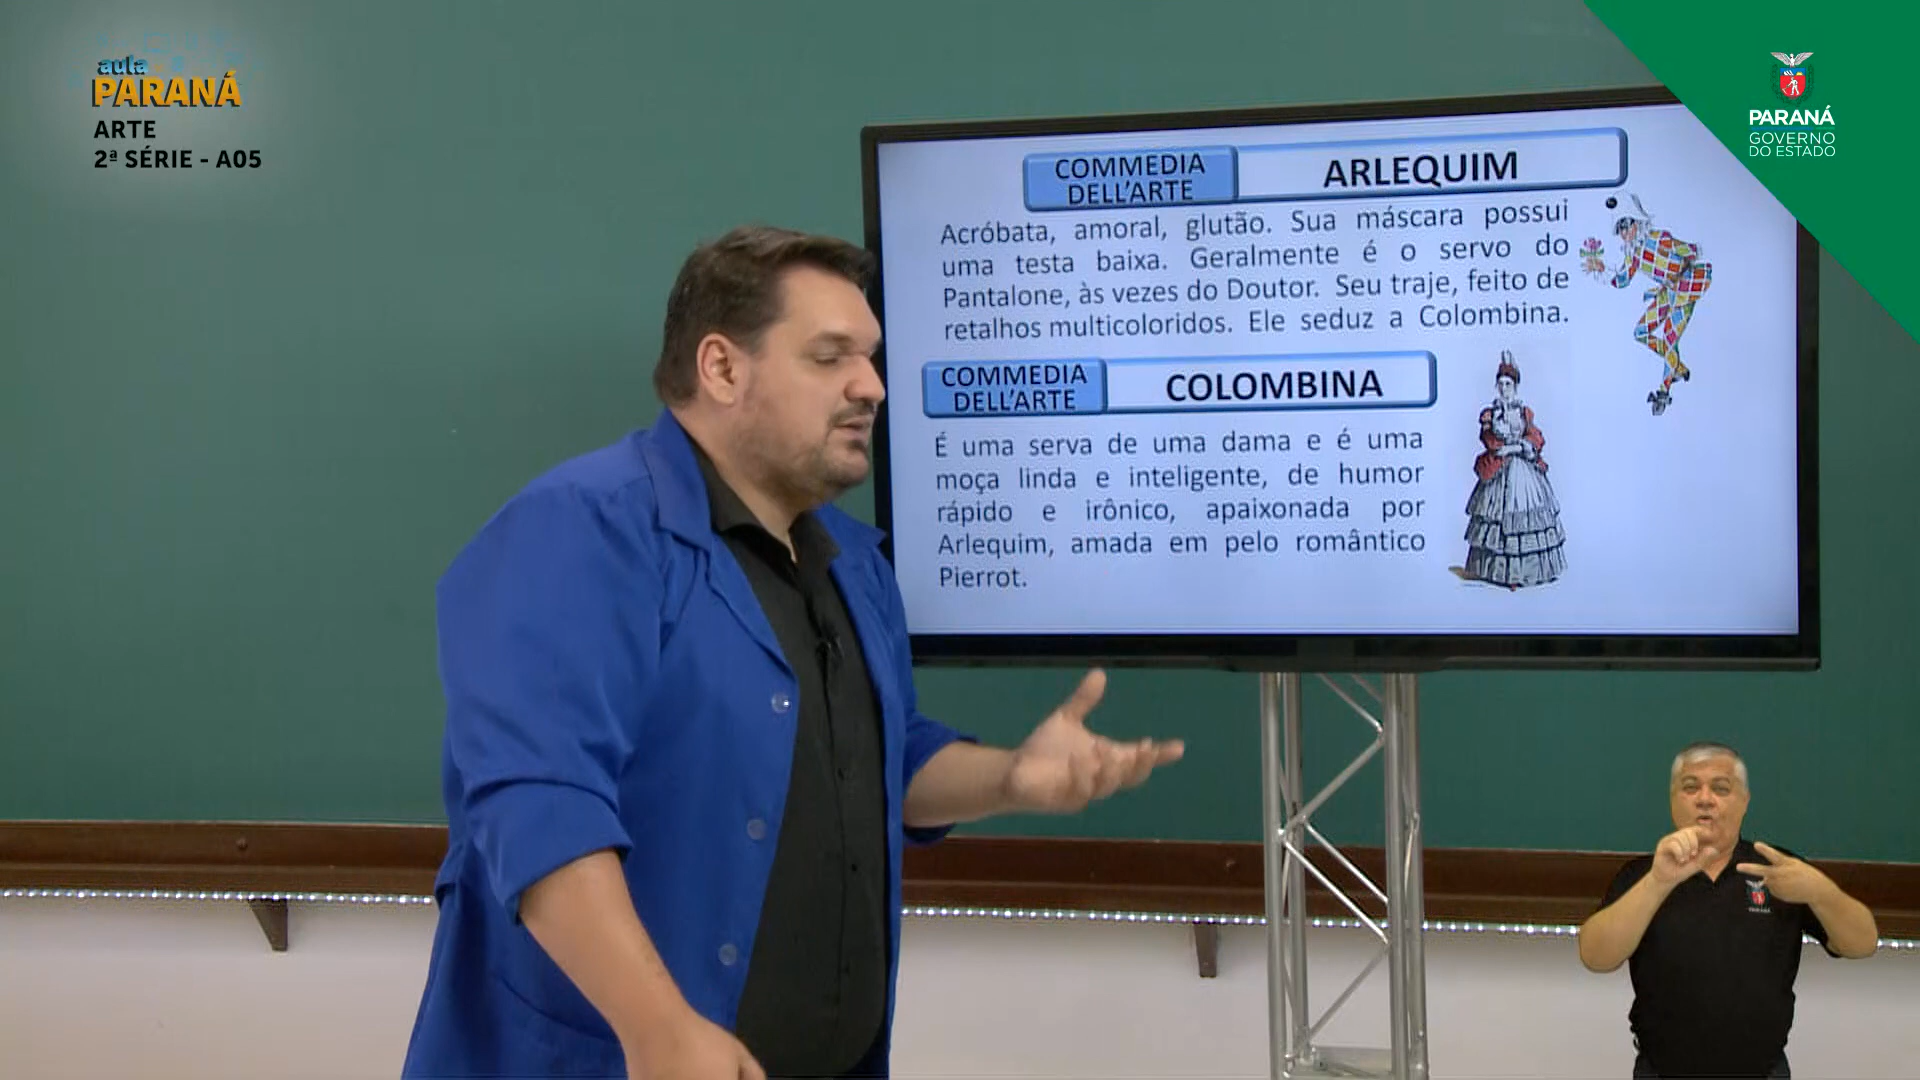 aula
PARANÁ
ARTE
2ª SÉRIE - A05
PARANÁ
GOVERNO
DO ESTADO
COMMEDIA
DELL'ARTE
ARLEQUIM
Acróbata, amoral, glutão. Sua máscara possui
uma testa baixa. Geralmente é o servo do
Pantalone, às vezes do Doutor. Seu traje, feito de
retalhos multicoloridos. Ele seduz a Colombina.
COMMEDIA
DELL'ARTE
COLOMBINA
É uma serva de uma dama e é uma
moça linda e inteligente, de humor
rápido e irônico, apaixonada por
Arlequim, amada em pelo romântico
Pierrot.